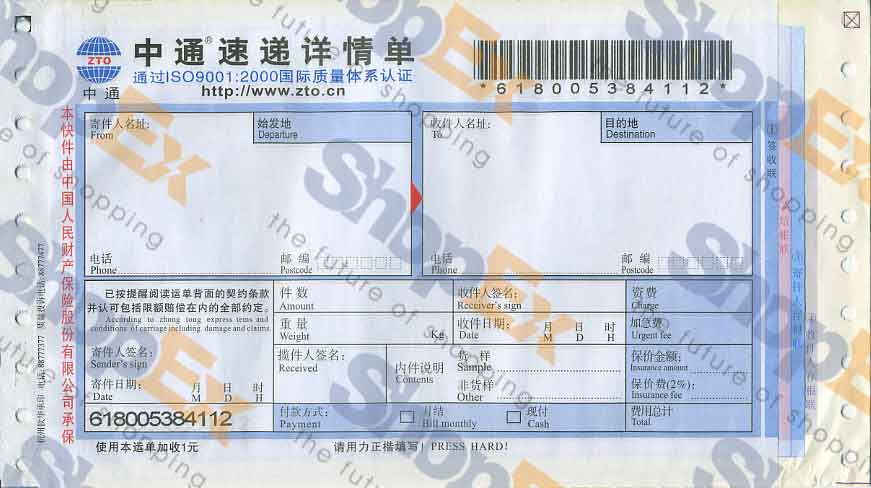 ZTO
中通
中通®速递详情单
通过ISO9001:2000国际质量体系认证
http://www.zto.cn
*618005384112*
寄件人名址:
From
始发地
Departure
电话
Phone
邮 编
Postcode
收件人名址:
To
目的地
Destination
电话
Phone
邮 编
Postcode
已按提醒阅读运单背面的契约条款
并认可包括限额赔偿在内的全部约定。
According to zhong tong express tems and
conditions of carriage including damage and claims.
寄件人签名:
Sender's sign
寄件日期: 月 日 时
Date M D H
618005384112
件 数
Amount
重 量
Weight Kg
揽件人签名:
Received
收件人签名:
Receiver's sign
收件日期: 月 日 时
Date M D H
内件说明
Contents
货 样
Sample
非货样
Other
资 费
Charge
加急费
Urgent fee
保价金额:
Insurance amount
保价费(2%):
Insurance fee
付款方式:
Payment
月结
Bill monthly
现付
Cash
费用总计
Total
使用本运单加收1元
请用力正楷填写! PRESS HARD!
本快件由中国人民财产保险股份有限公司承保
①签收联
ShopEx
the future of shopping